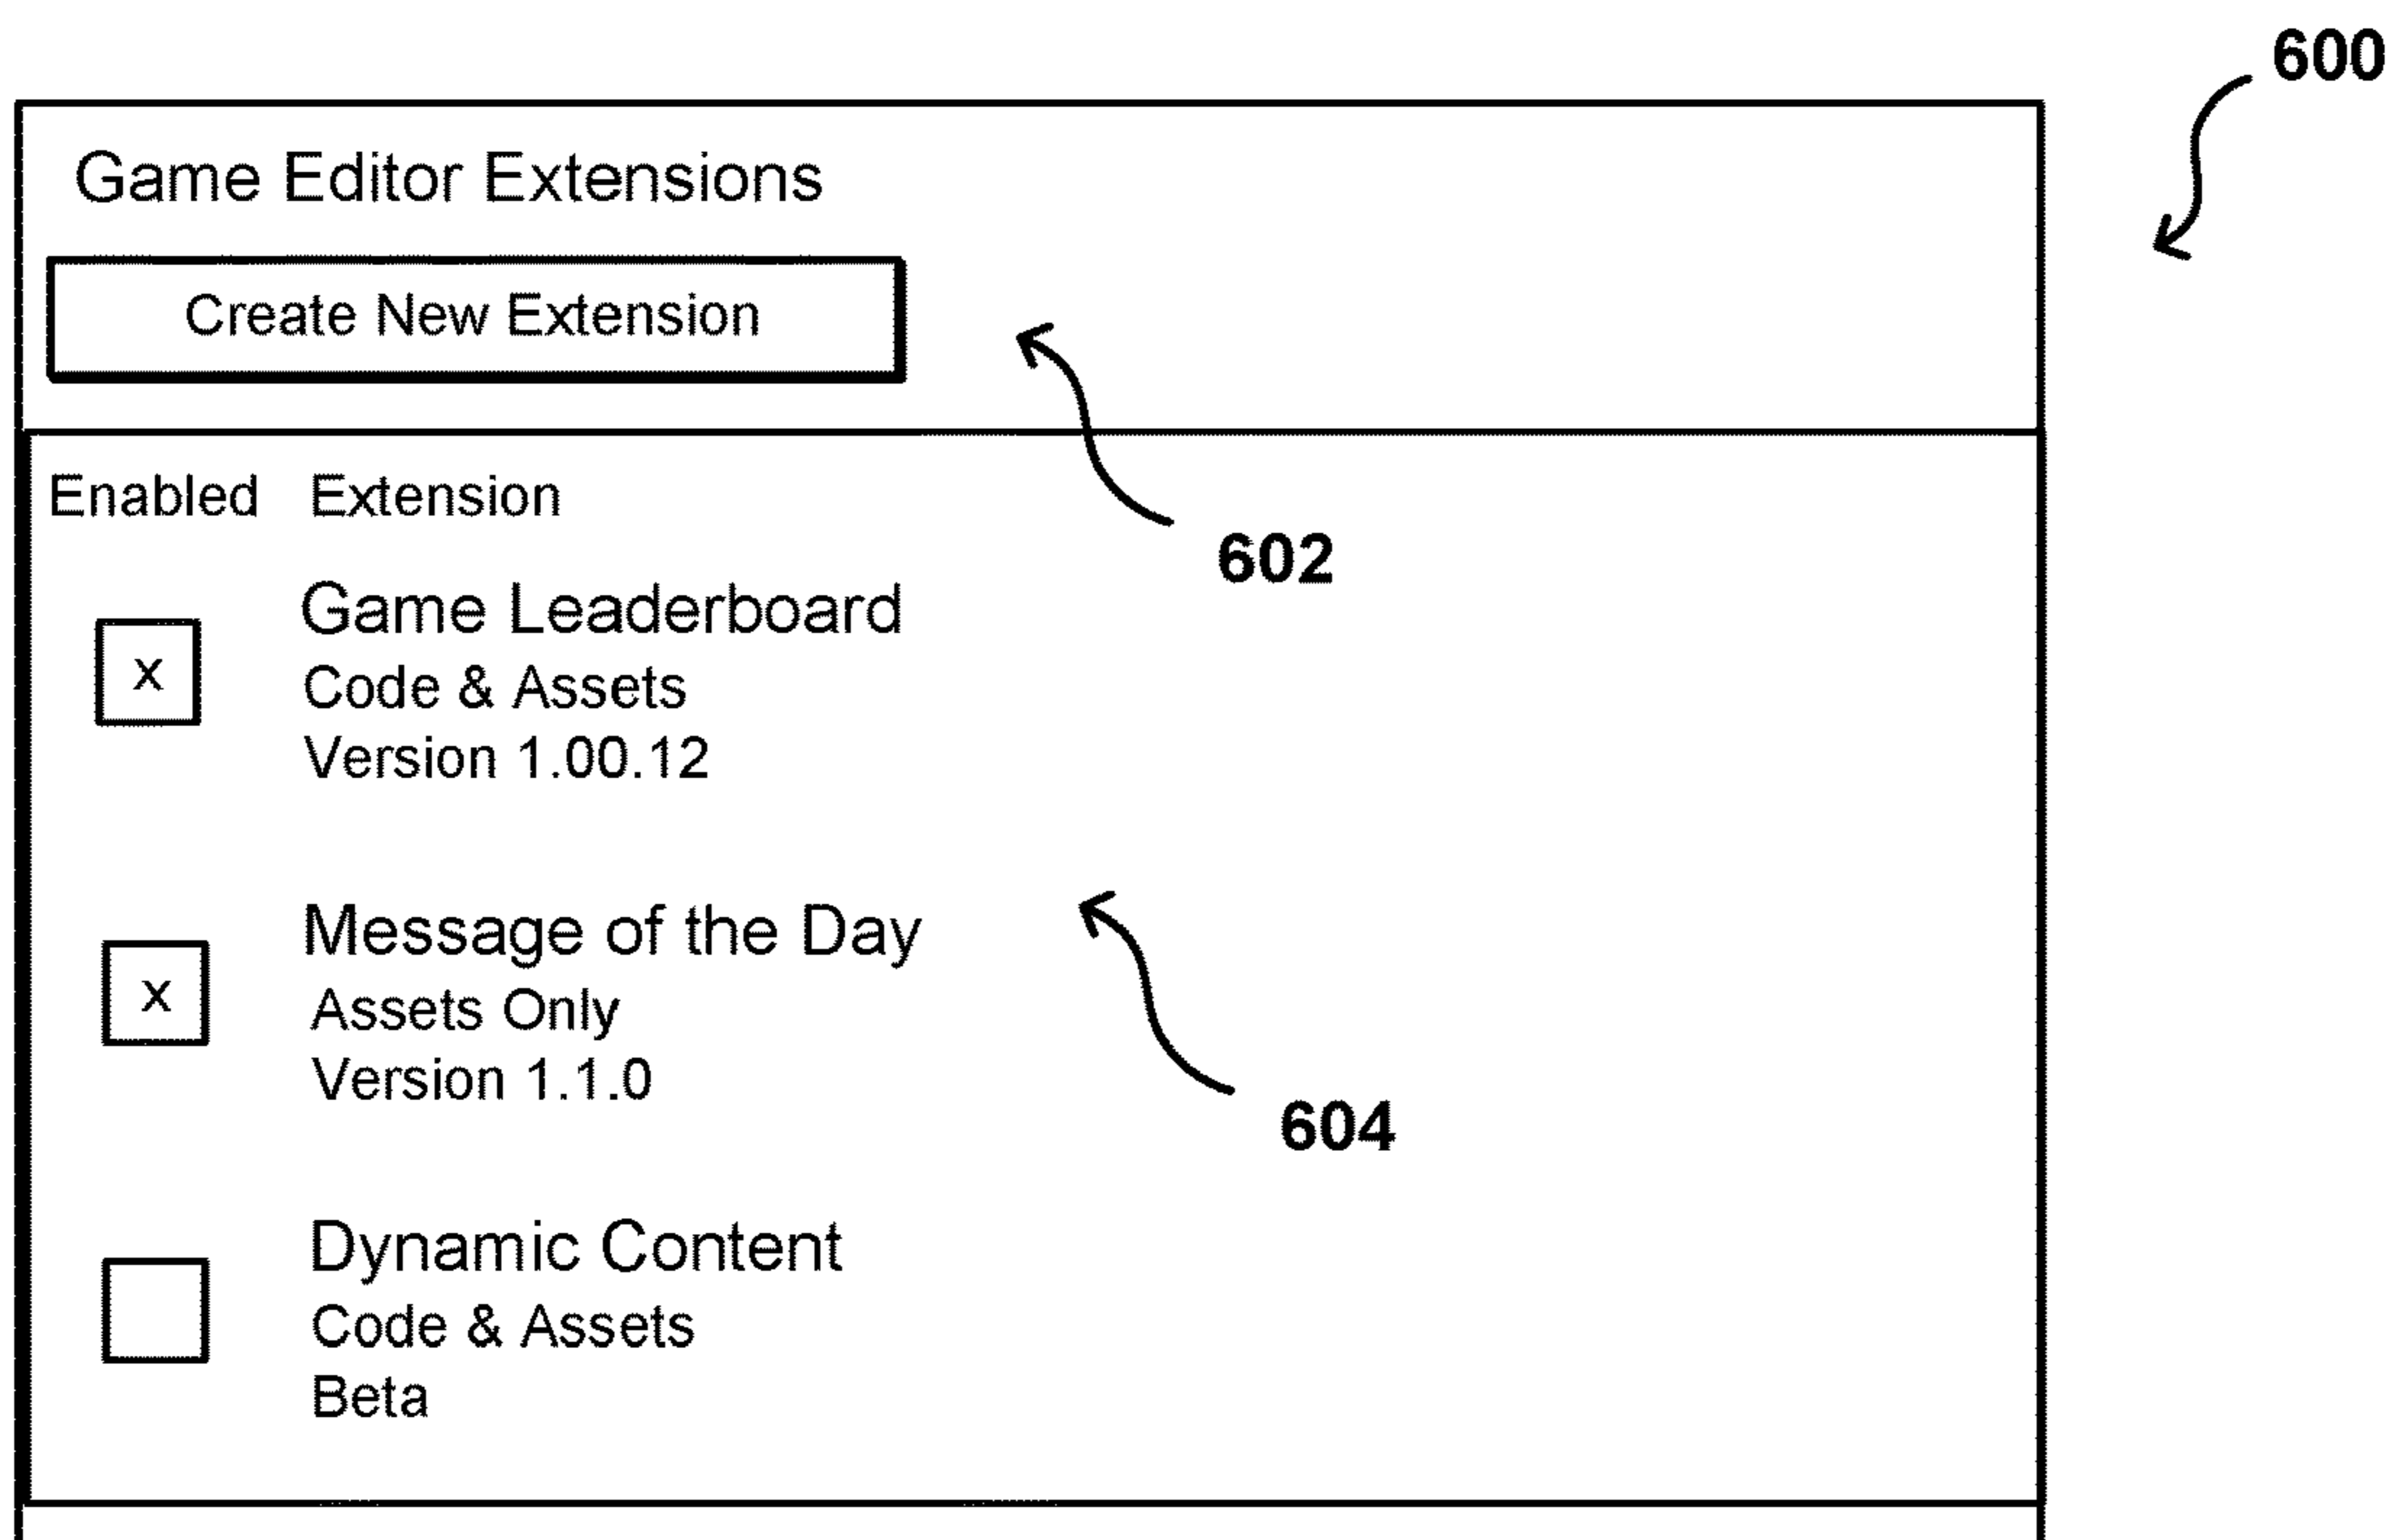 600
Game Editor Extensions
Create New Extension
Enabled Extension
602
Game Leaderboard
x
Code & Assets
Version 1.00.12
Message of the Day
x
Assets Only
Version 1.1.0
604
Dynamic Content
Code & Assets
Beta